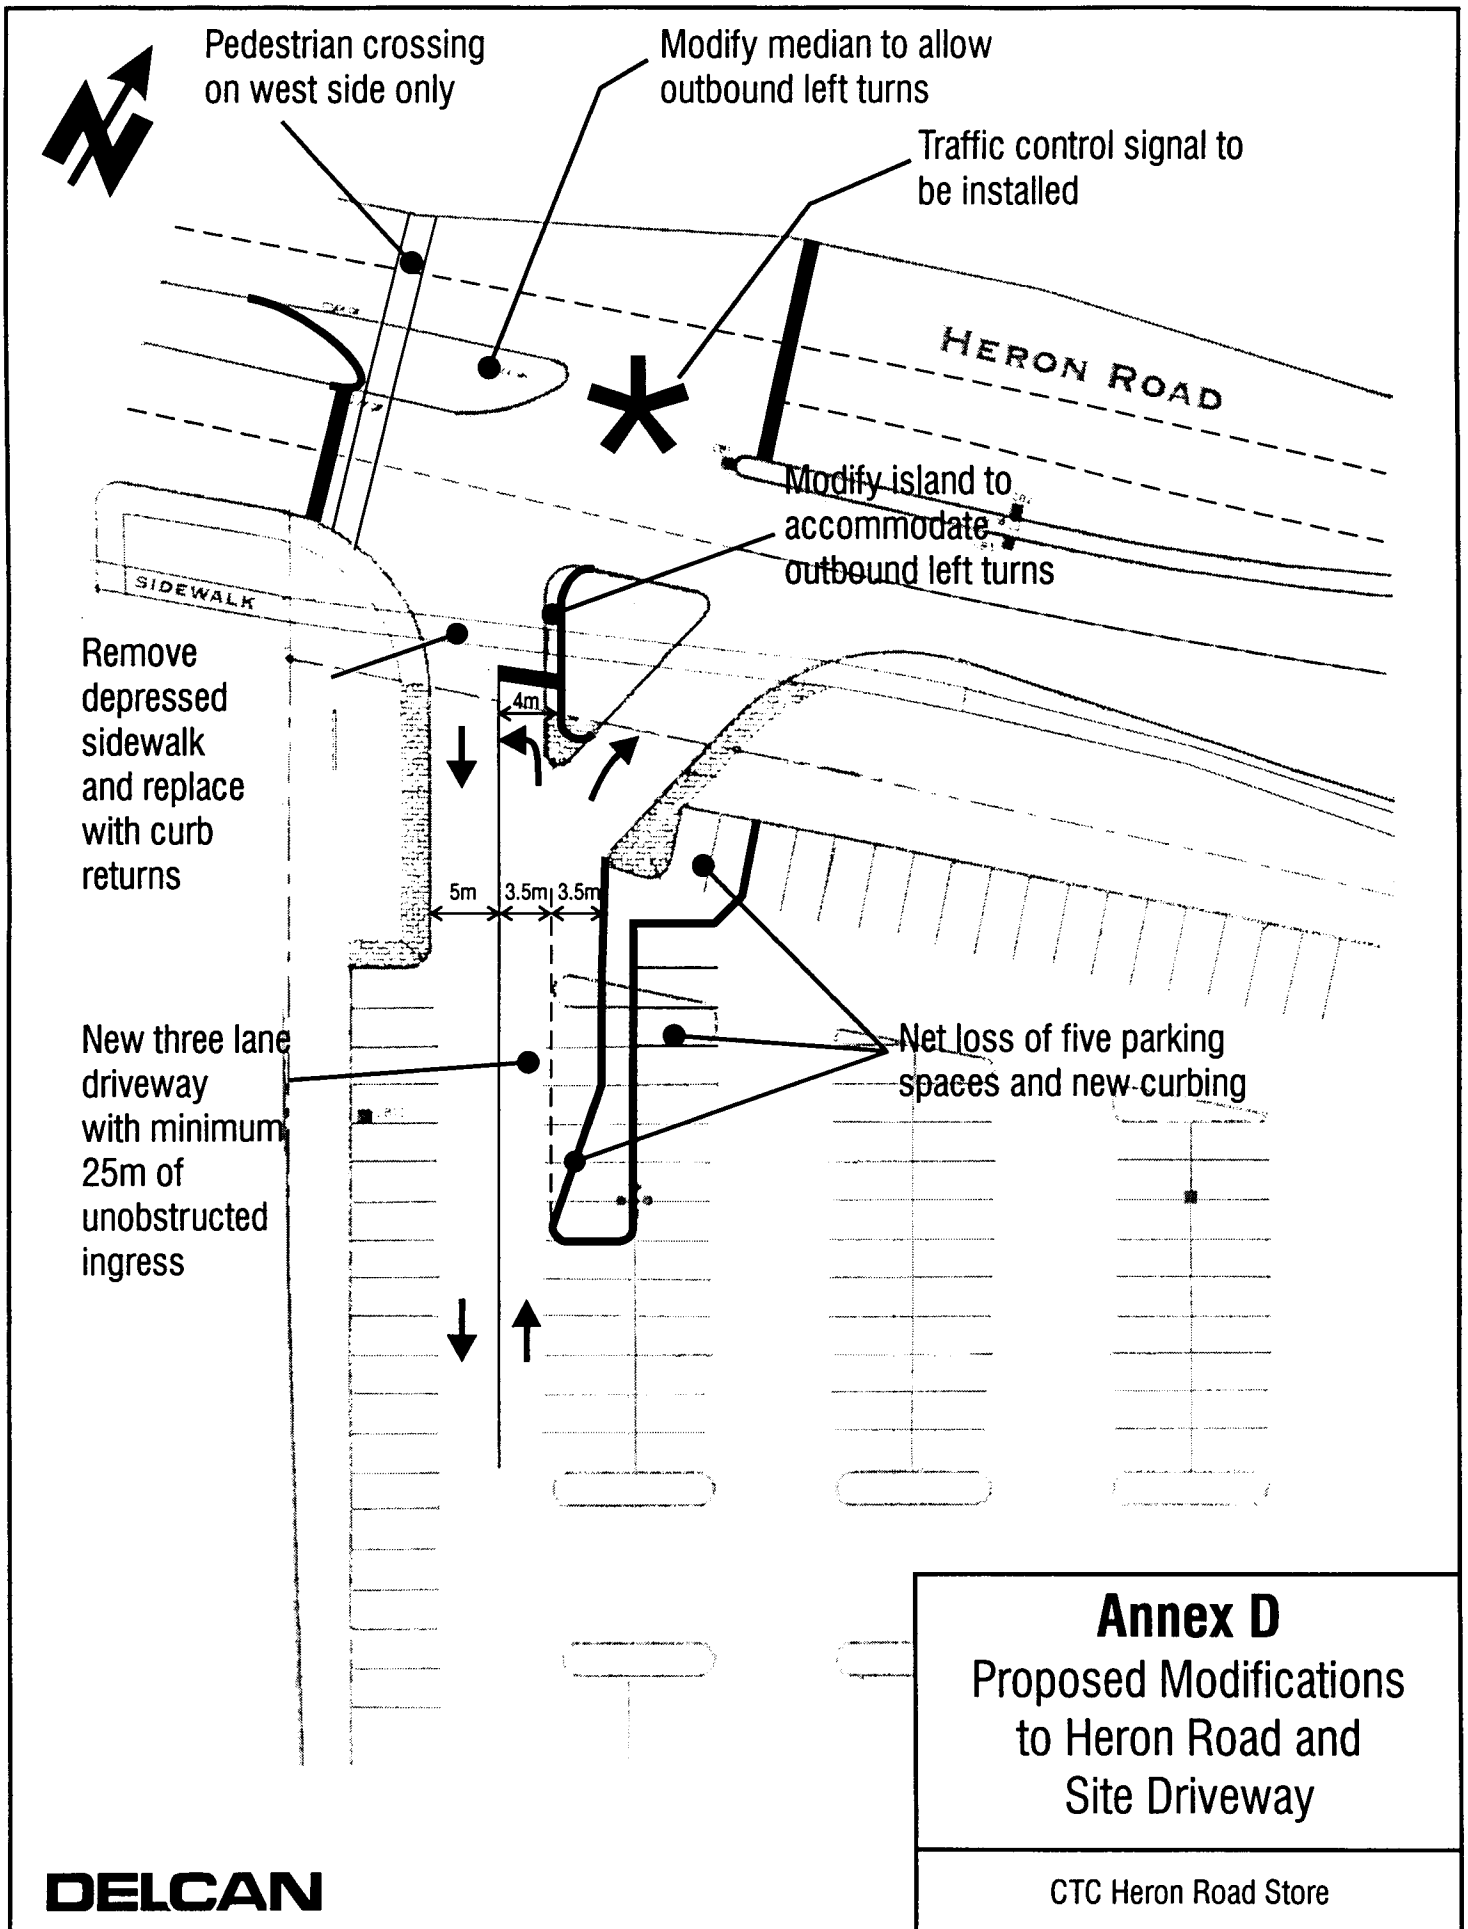 Pedestrian crossing
on west side only
Modify median to allow
outbound left turns
Traffic control signal to
be installed
N
HERON ROAD
Modify island to
accommodate
outbound left turns
SIDEWALK
Remove
depressed
sidewalk
and replace
with curb
returns
4m
5m
3.5m
3.5m
New three lane
driveway
with minimum
25m of
unobstructed
ingress
Net loss of five parking
spaces and new curbing
Annex D
Proposed Modifications
to Heron Road and
Site Driveway
CTC Heron Road Store
DELCAN